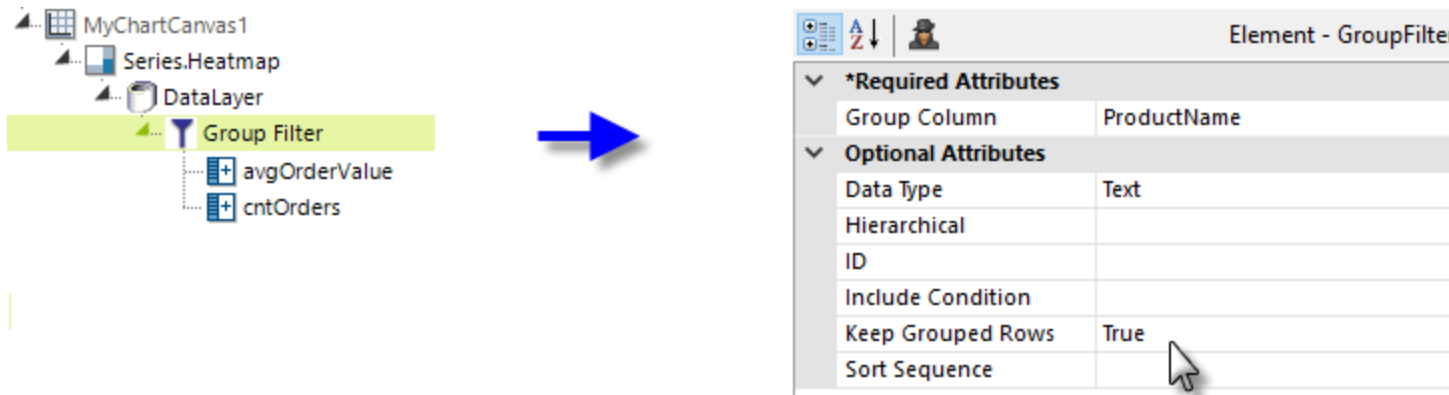 MyChartCanvas1
Series.Heatmap
DataLayer
Group Filter
avgOrderValue
cntOrders
A
Z
Element - GroupFilter
*Required Attributes
Group Column ProductName
Optional Attributes
Data Type Text
Hierarchical
ID
Include Condition
Keep Grouped Rows True
Sort Sequence